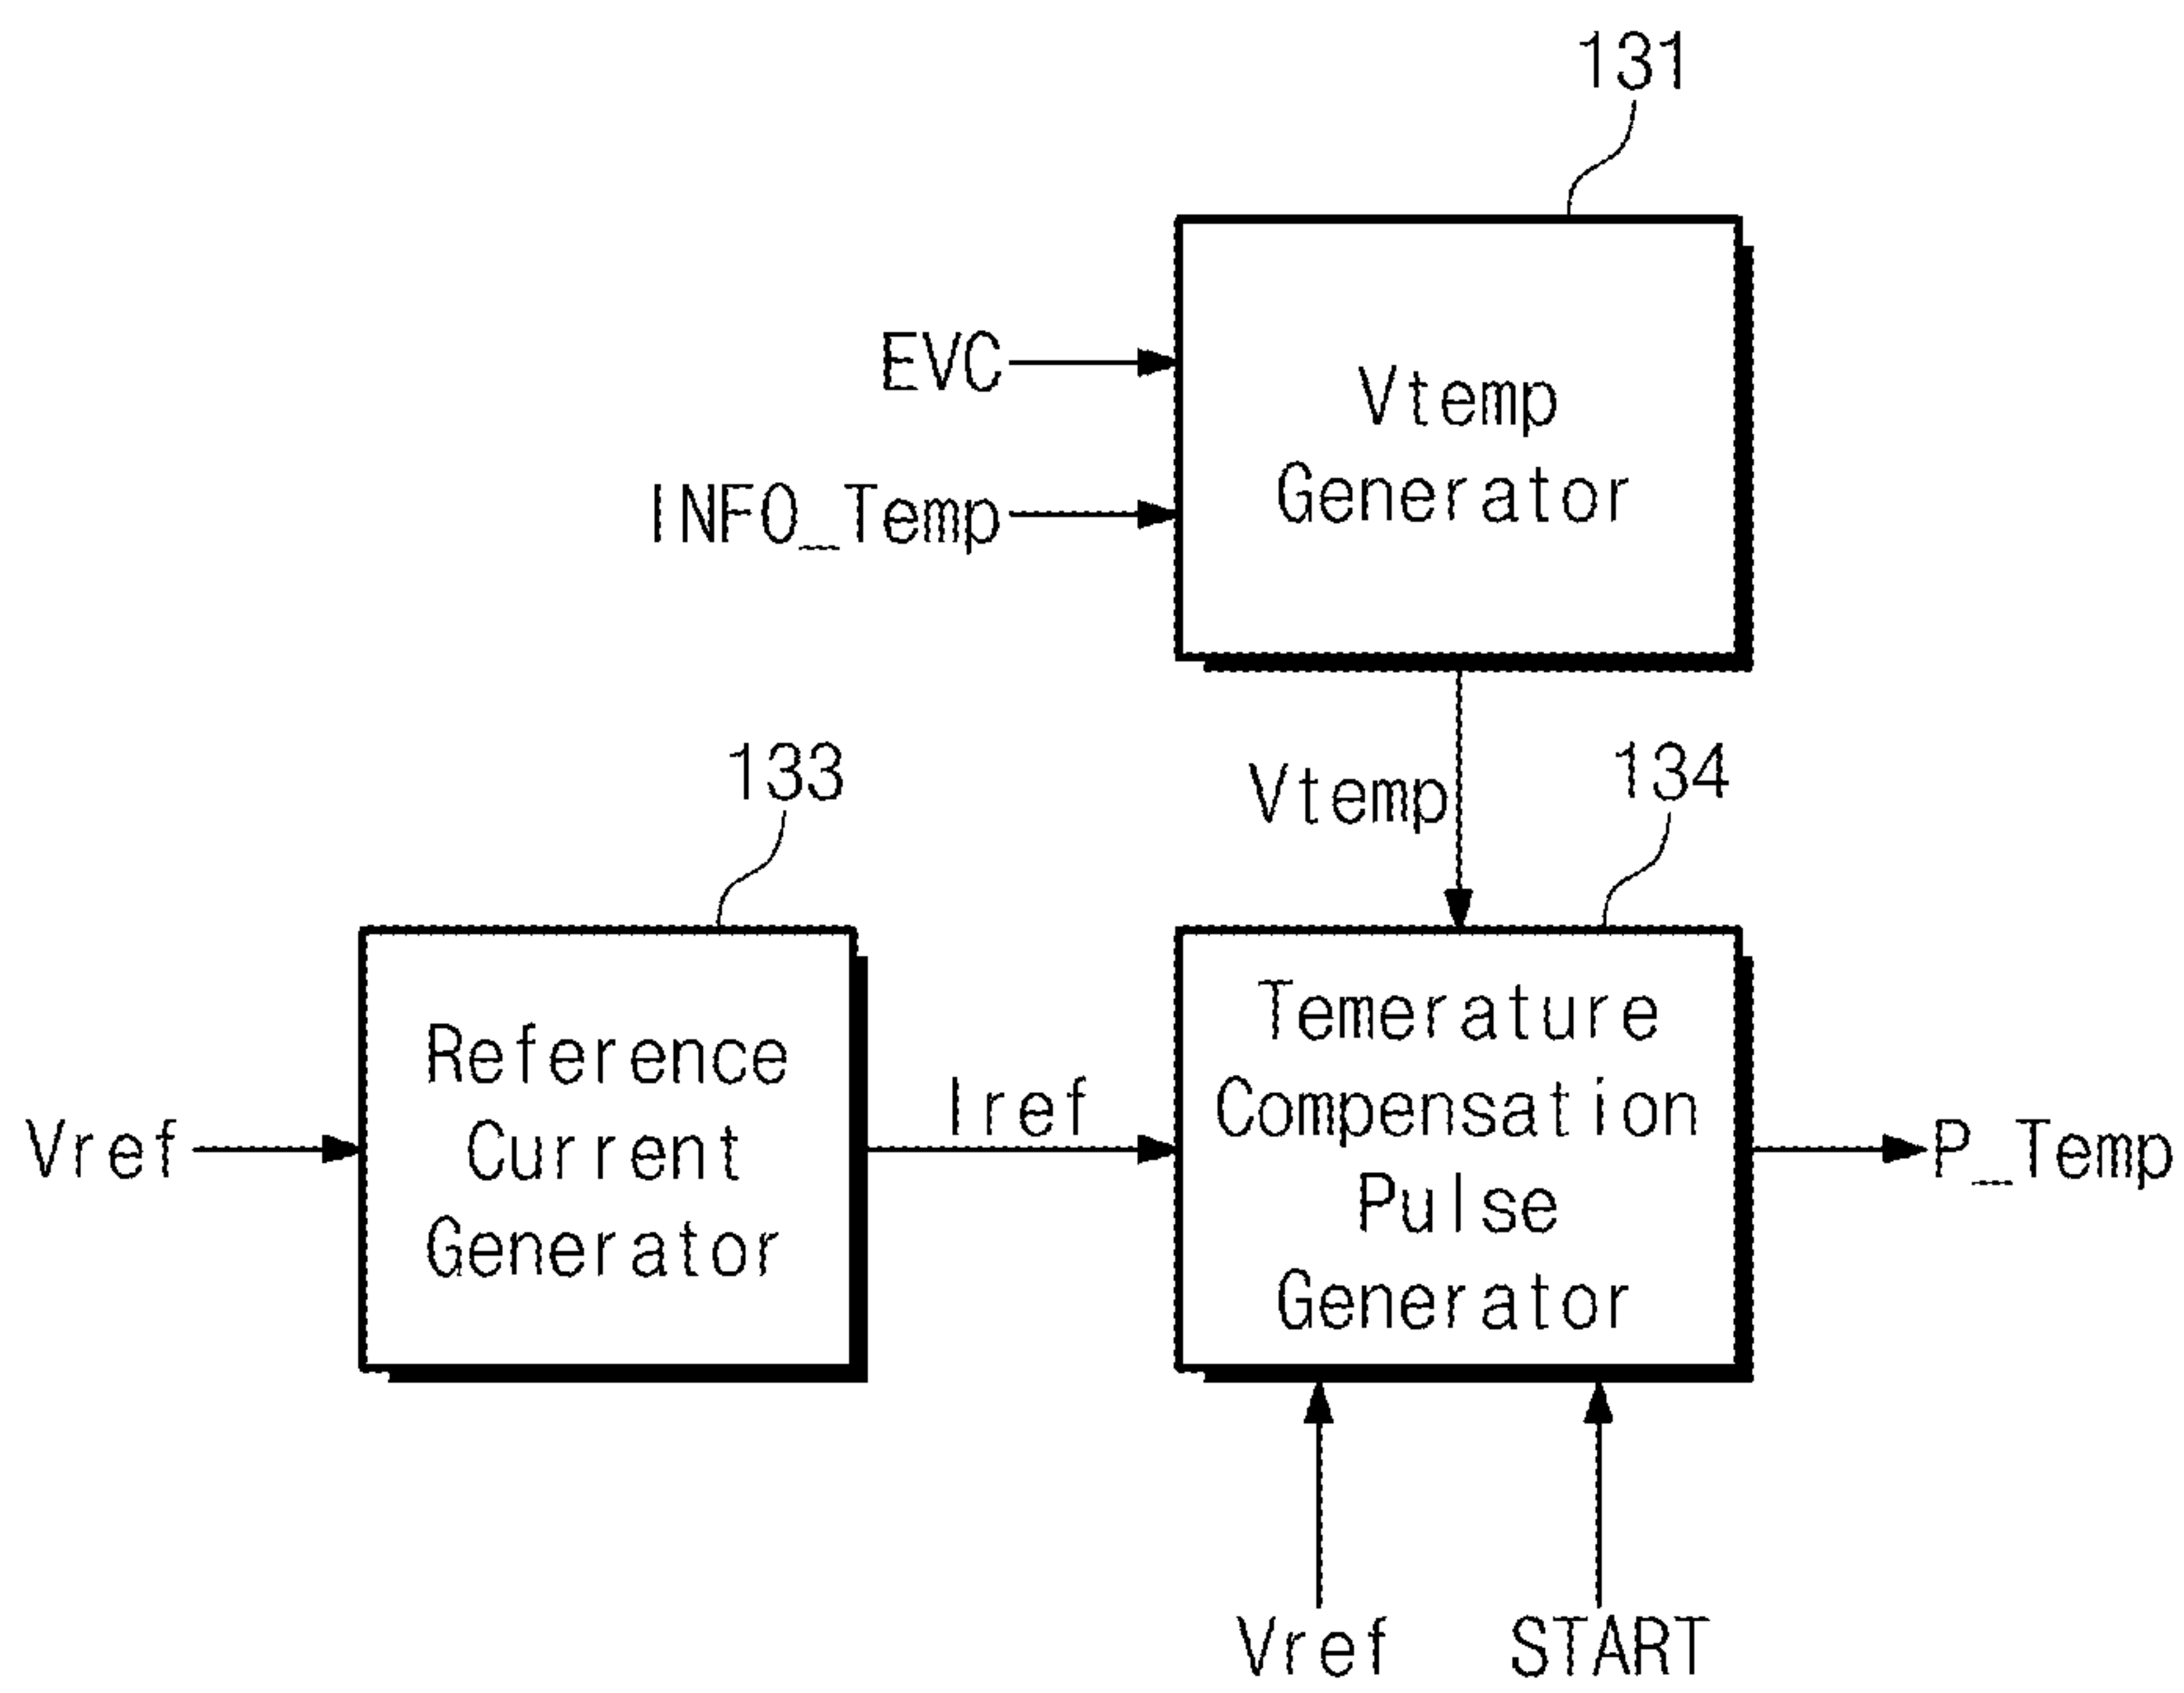 131
EVC
INFO_Temp
Vtemp
Generator
Vtemp
133
134
Vref
Reference
Current
Generator
Iref
Temerature
Compensation
Pulse
Generator
P_Temp
Vref
START